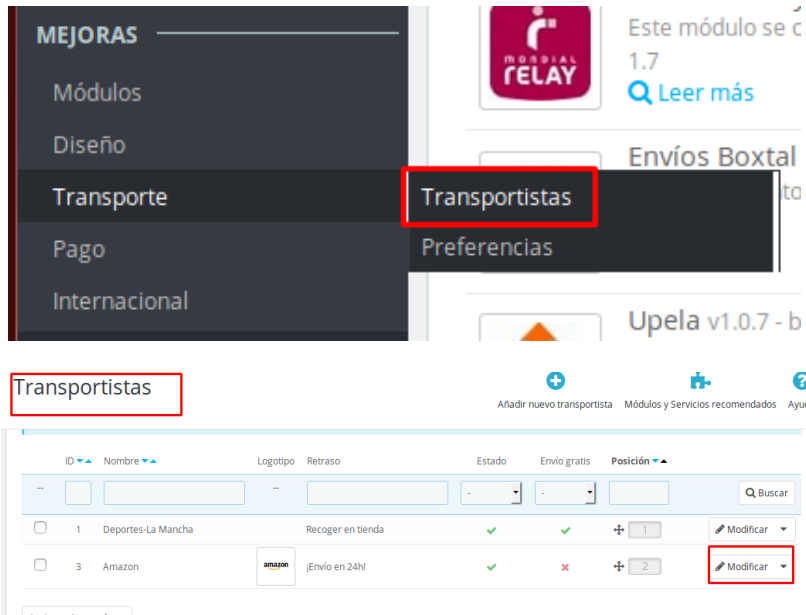 MEJORAS
Este módulo se
1.7
MONDIAL
RELAY
Leer más
Módulos
Diseño
Envíos Boxtal
Transporte
Transportistas
Pago
Preferencias
Internacional
Upela v1.0.7 - b
Transportistas
Añadir nuevo transportista Módulos y Servicios recomendados
ID Nombre Logotipo Retraso Estado Envío gratis Posición
-- -- - - Buscar
1 Deportes-La Mancha Recoger en tienda 1 Modificar
3 Amazon amazon ¡Envío en 24h! 2 Modificar